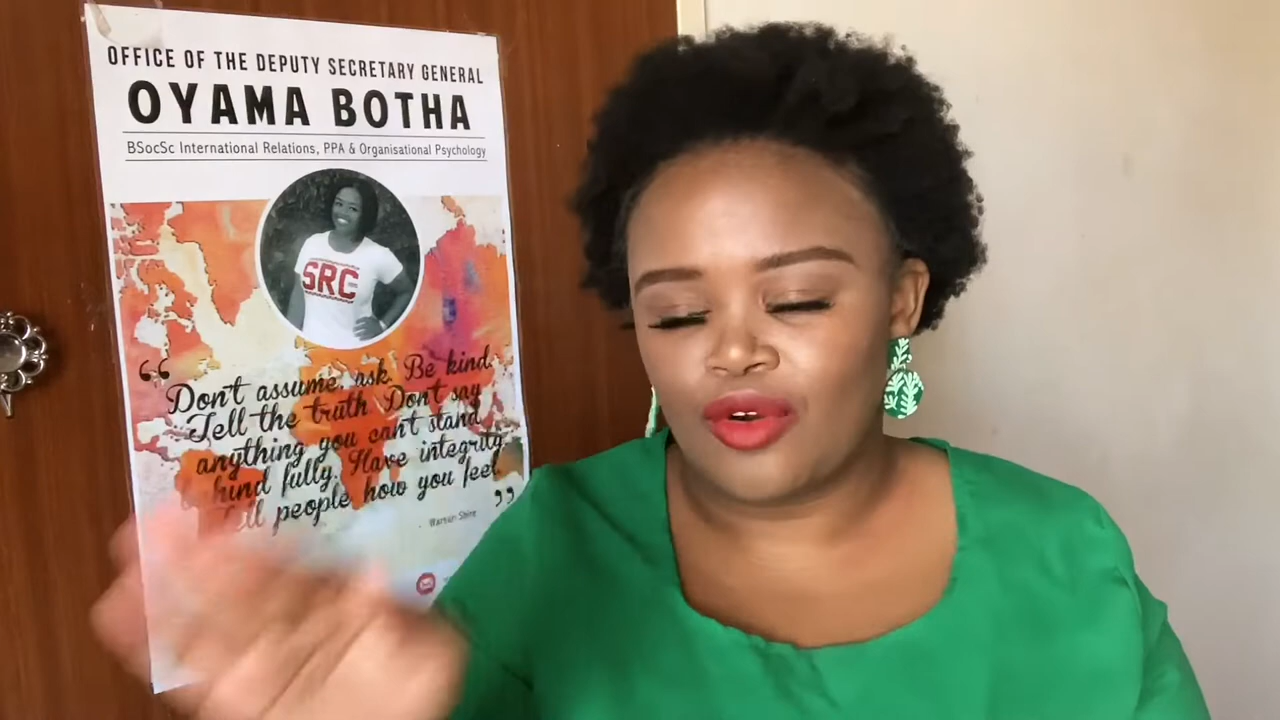 OFFICE OF THE DEPUTY SECRETARY GENERAL
OYAMA BOTHA
BSocSc International Relations, PPA & Organisational Psychology
SRC
“Don't assume, ask. Be kind.
Tell the truth. Don't say
anything you can't stand
hind fully. Have integrity.
people how you feel.”
Warsan Shire